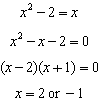 x² − 2 = x
x² − x − 2 = 0
(x − 2)(x + 1) = 0
x = 2 or − 1